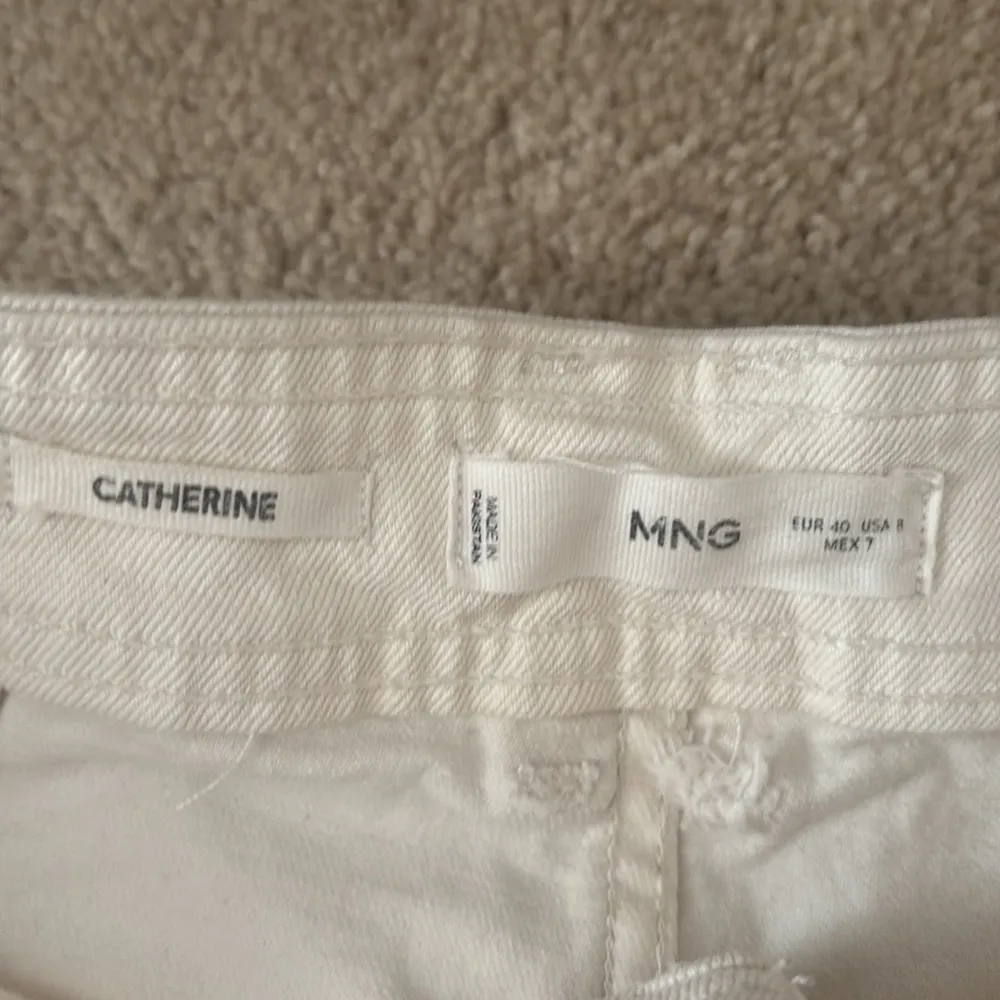 CATHERINE
MADE IN
PAKISTAN
MNG
EUR 40 USA 8
MEX 7